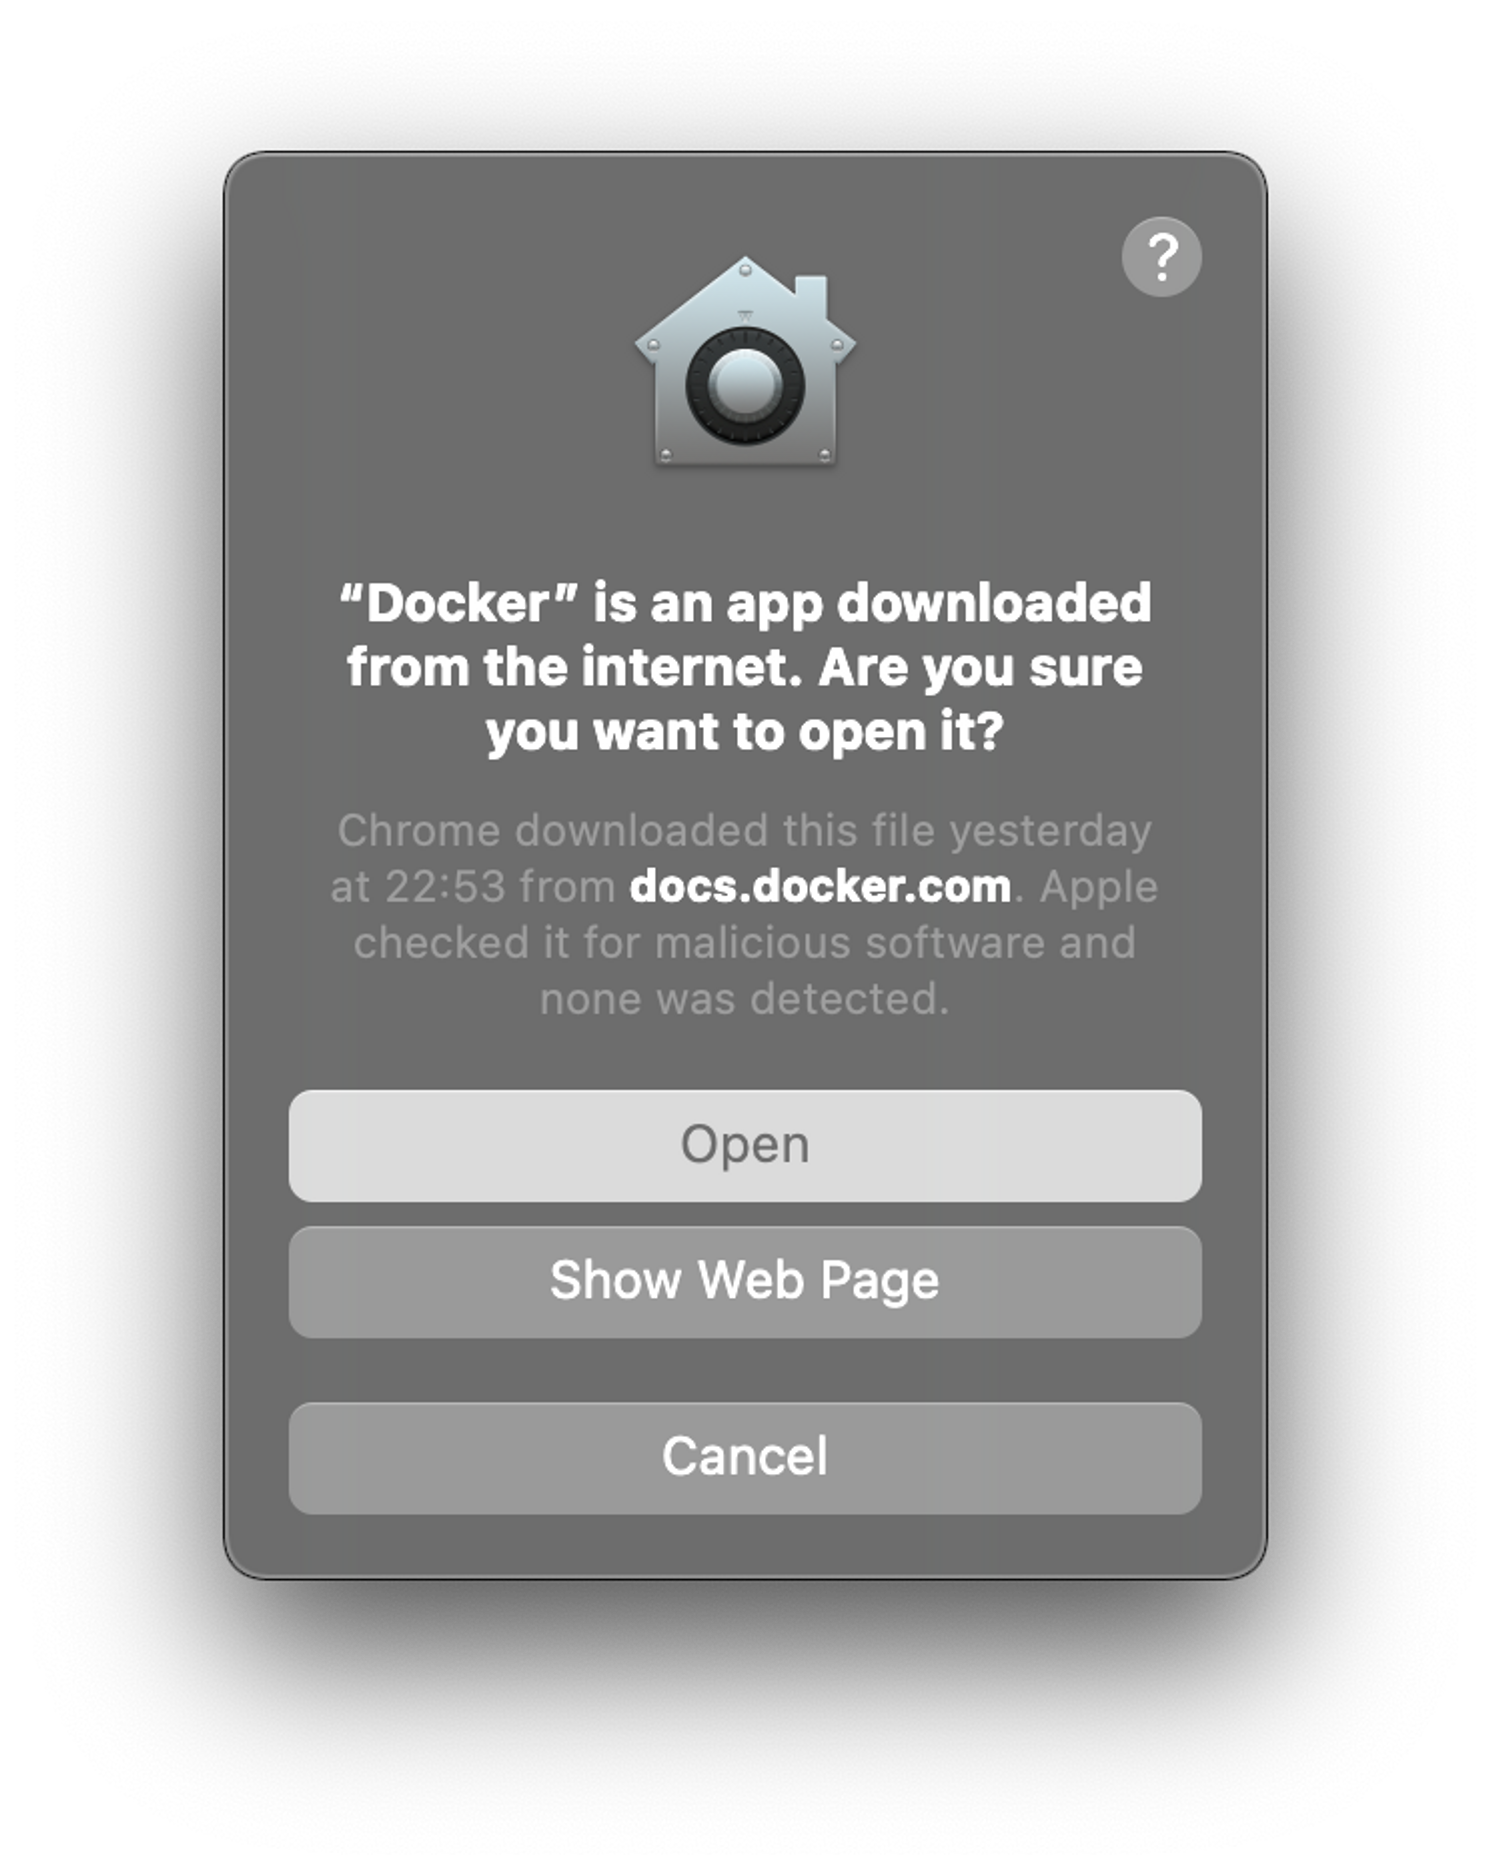 ?
“Docker” is an app downloaded
from the internet. Are you sure
you want to open it?
Chrome downloaded this file yesterday
at 22:53 from docs.docker.com. Apple
checked it for malicious software and
none was detected.
Open
Show Web Page
Cancel